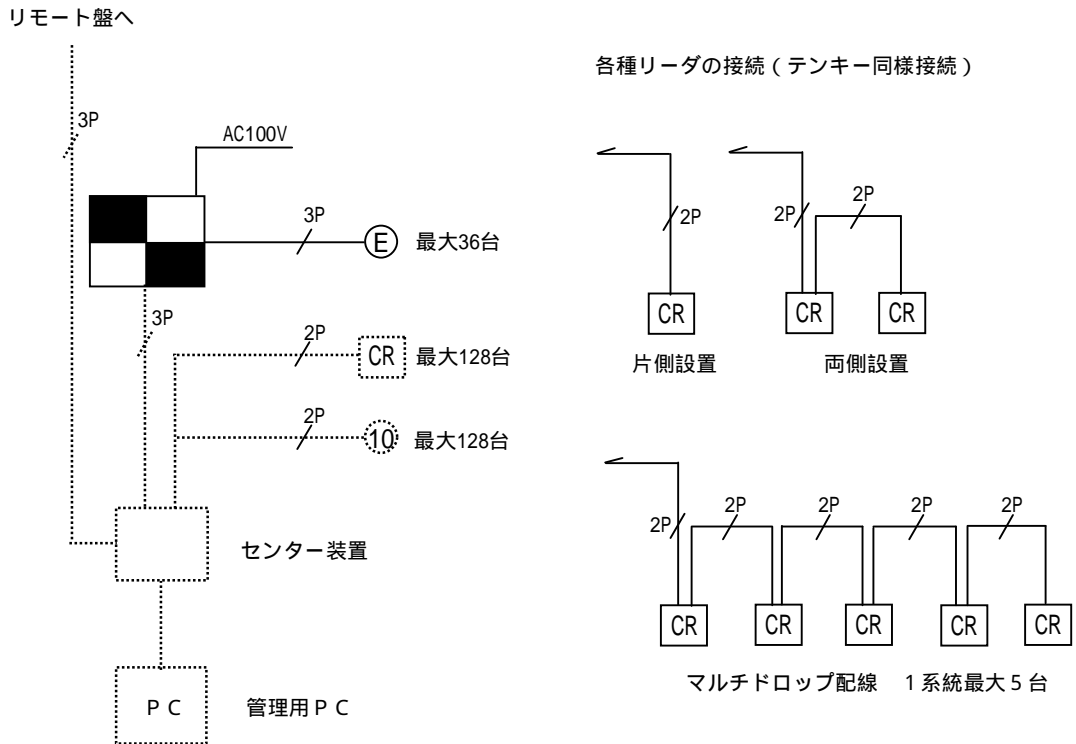 リモート盤へ
3P
AC100V
3P
E 最大36台
3P
2P
CR 最大128台
2P
10 最大128台
センター装置
PC 管理用PC
各種リーダの接続(テンキー同様接続)
2P
2P
2P
CR
CR
CR
片側設置
両側設置
2P
2P
2P
2P
2P
CR
CR
CR
CR
CR
マルチドロップ配線 1系統最大5台